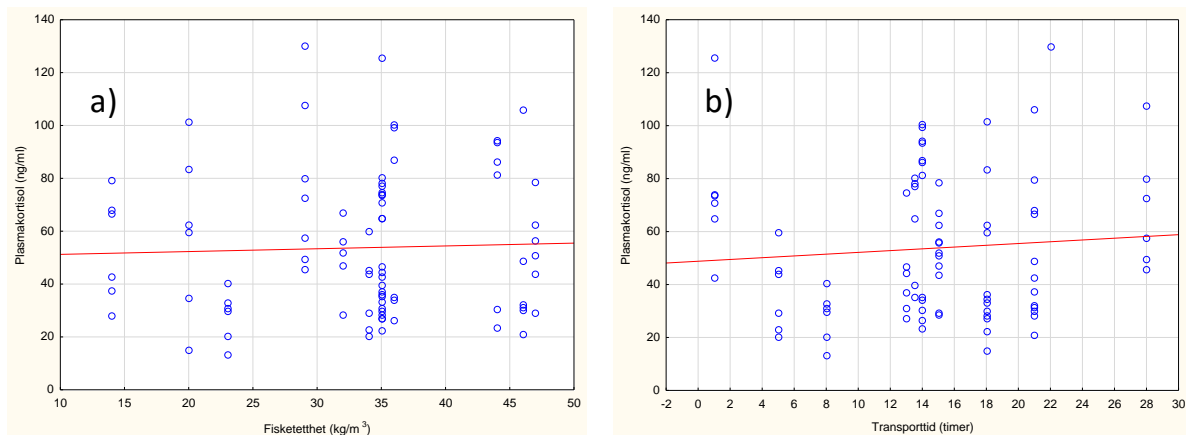 a)
Plasmakortisol (ng/ml)
140
120
100
80
60
40
20
0
10 15 20 25 30 35 40 45 50
Fisketetthet (kg/m³)
b)
Plasmakortisol (ng/ml)
140
120
100
80
60
40
20
0
-2 0 2 4 6 8 10 12 14 16 18 20 22 24 26 28 30
Transporttid (timer)